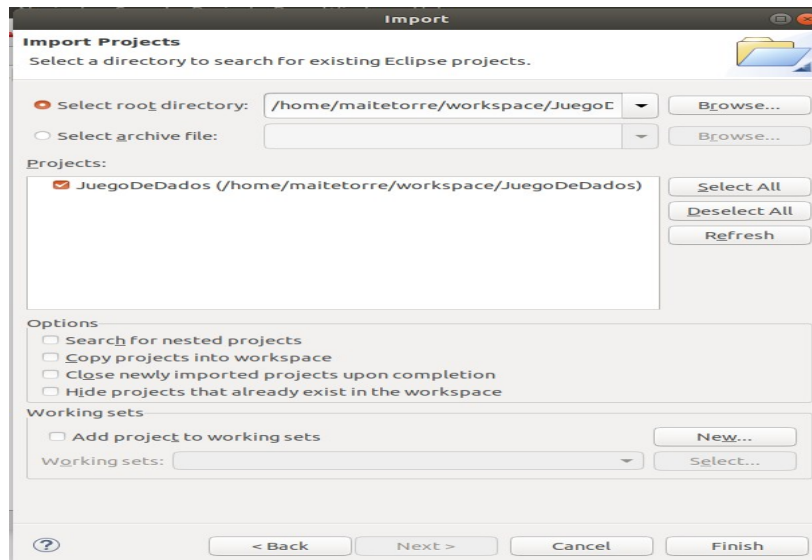 Import
Import Projects
Select a directory to search for existing Eclipse projects.
Select root directory: /home/maitetorre/workspace/JuegoD Browse...
Select archive file: Browse...
Projects:
JuegoDeDados (/home/maitetorre/workspace/JuegoDeDados)
Select All
Deselect All
Refresh
Options
Search for nested projects
Copy projects into workspace
Close newly imported projects upon completion
Hide projects that already exist in the workspace
Working sets
Add project to working sets New...
Working sets: Select...
? < Back Next > Cancel Finish